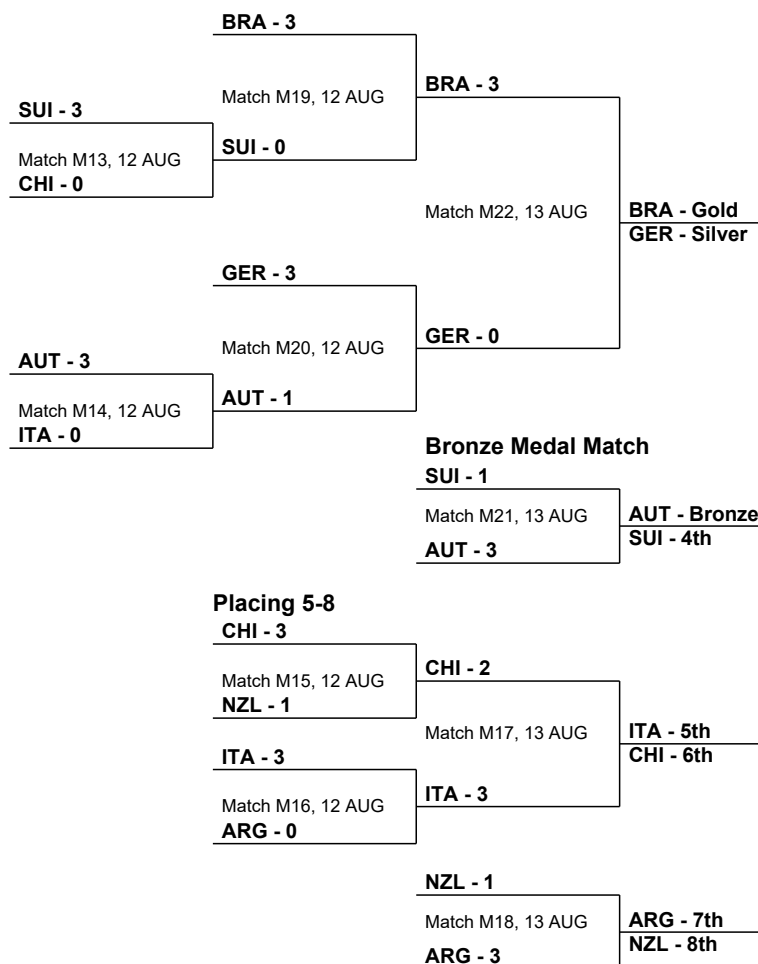 BRA - 3
Match M19, 12 AUG
BRA - 3
SUI - 3
Match M13, 12 AUG
SUI - 0
CHI - 0
Match M22, 13 AUG
BRA - Gold
GER - Silver
GER - 3
Match M20, 12 AUG
GER - 0
AUT - 3
Match M14, 12 AUG
AUT - 1
ITA - 0
Bronze Medal Match
SUI - 1
Match M21, 13 AUG
AUT - Bronze
SUI - 4th
AUT - 3
Placing 5-8
CHI - 3
Match M15, 12 AUG
CHI - 2
NZL - 1
Match M17, 13 AUG
ITA - 5th
CHI - 6th
ITA - 3
Match M16, 12 AUG
ITA - 3
ARG - 0
NZL - 1
Match M18, 13 AUG
ARG - 7th
NZL - 8th
ARG - 3